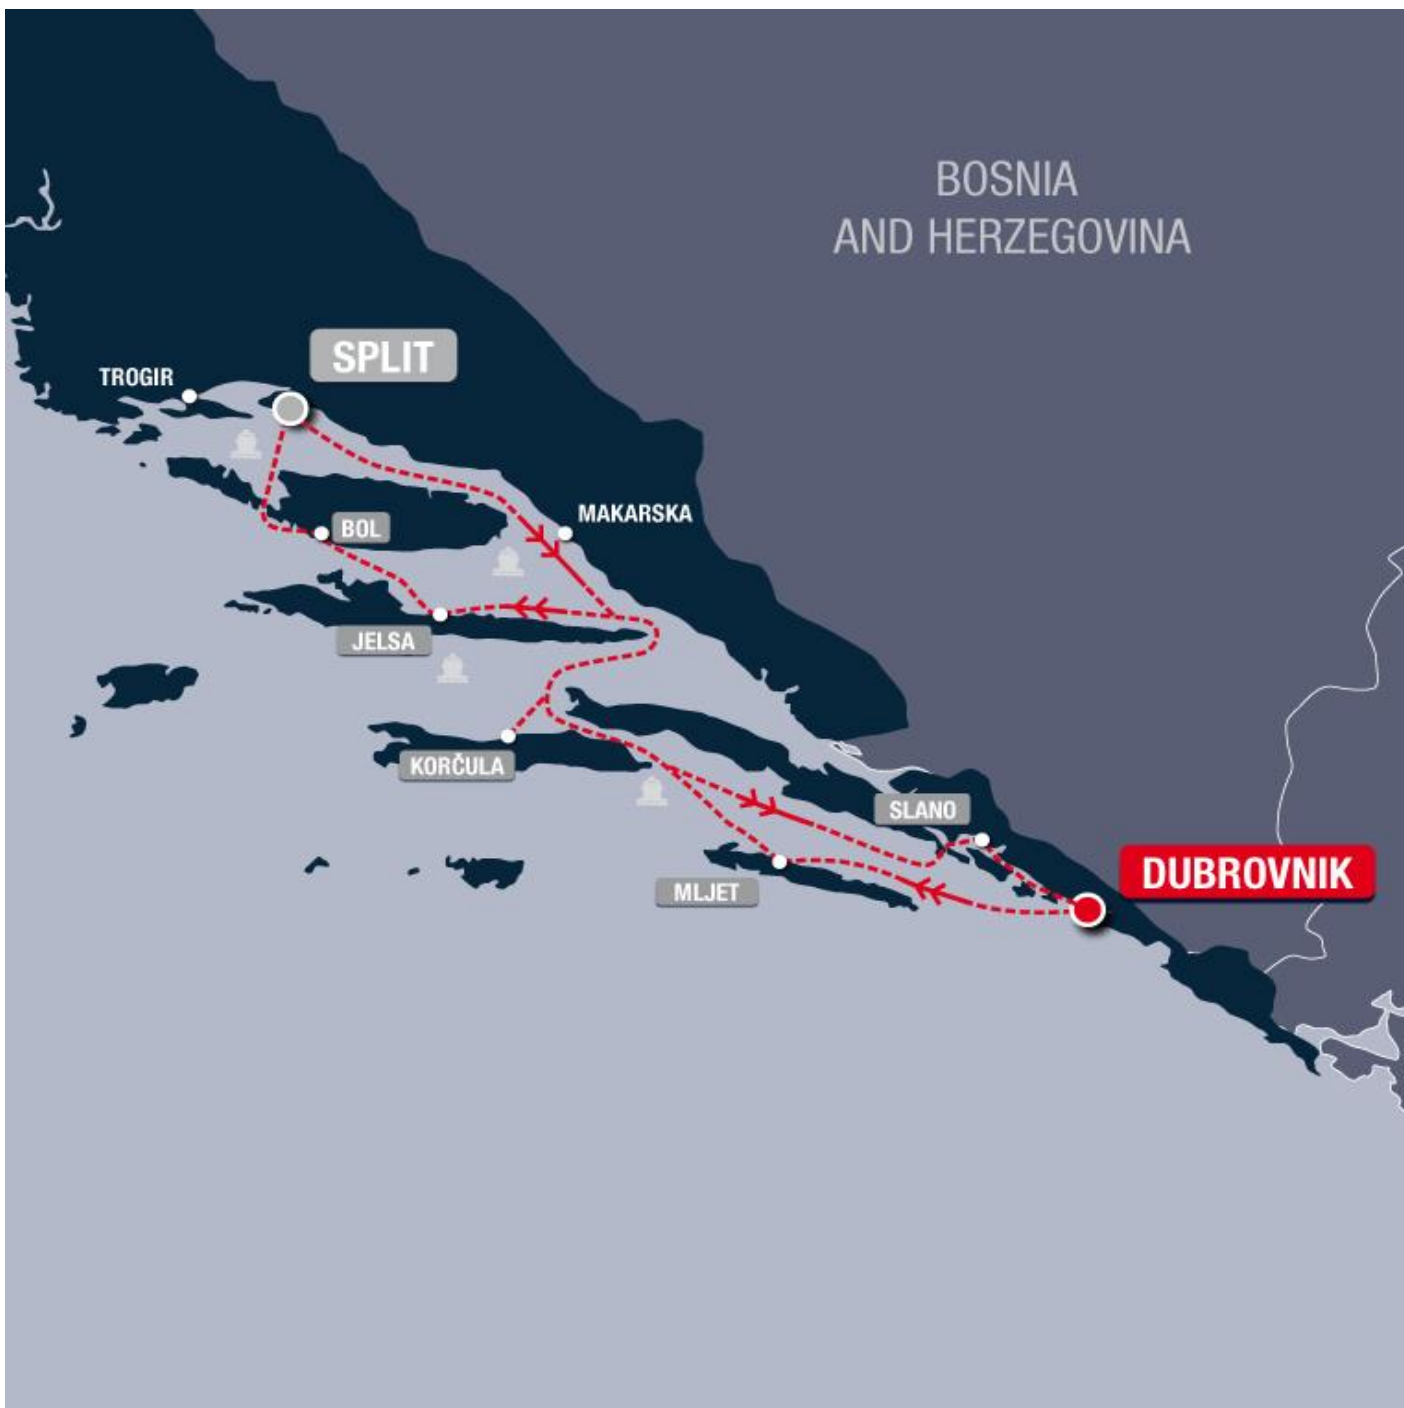 BOSNIA
AND HERZEGOVINA
SPLIT
TROGIR
MAKARSKA
BOL
JELSA
KORČULA
SLANO
DUBROVNIK
MLJET